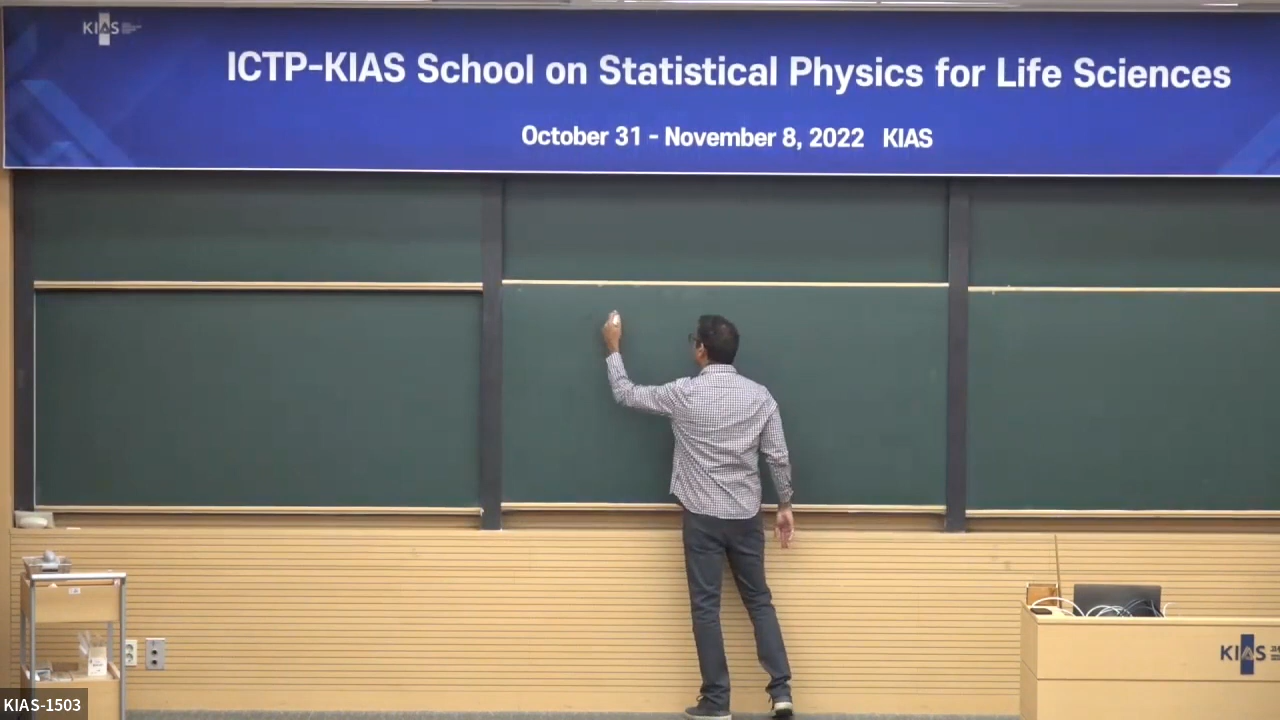 KIAS
ICTP-KIAS School on Statistical Physics for Life Sciences
October 31 - November 8, 2022 KIAS
KIAS
KIAS-1503